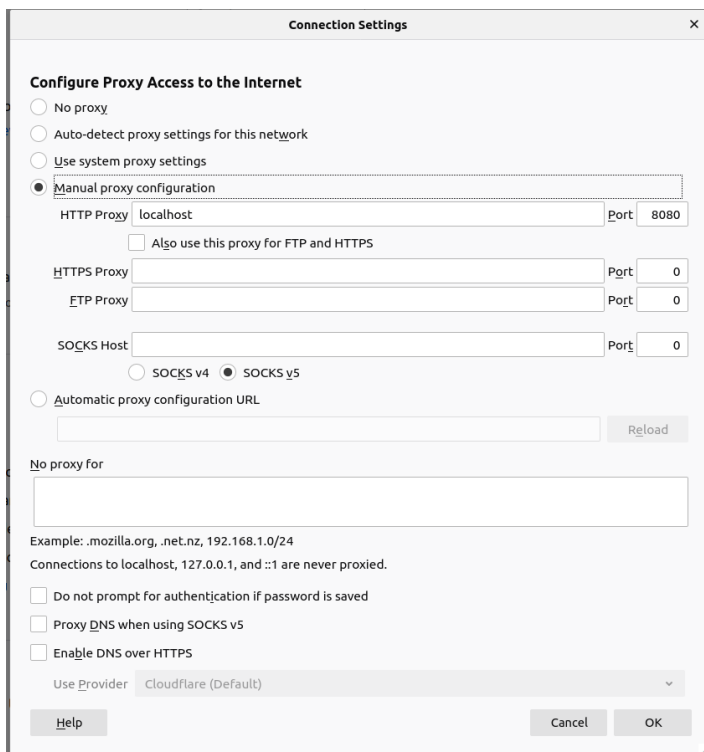 Connection Settings ×
Configure Proxy Access to the Internet
No proxy
Auto-detect proxy settings for this network
Use system proxy settings
Manual proxy configuration
HTTP Proxy localhost Port 8080
Also use this proxy for FTP and HTTPS
HTTPS Proxy Port 0
FTP Proxy Port 0
SOCKS Host Port 0
SOCKS v4 SOCKS v5
Automatic proxy configuration URL
Reload
No proxy for
Example: .mozilla.org, .net.nz, 192.168.1.0/24
Connections to localhost, 127.0.0.1, and ::1 are never proxied.
Do not prompt for authentication if password is saved
Proxy DNS when using SOCKS v5
Enable DNS over HTTPS
Use Provider Cloudflare (Default)
Help Cancel OK